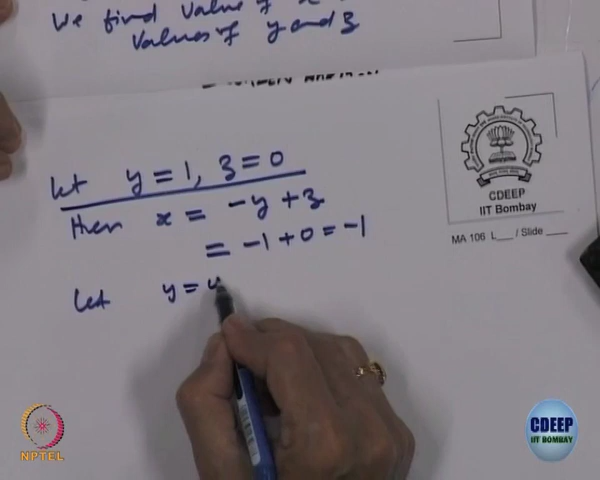 We find value of
values of y and z
Let y = 1, z = 0
then x = -y + z
= -1 + 0 = -1
Let y =
CDEEP
IIT Bombay
MA 106 L___ / Slide ____
NPTEL
CDEEP
IIT BOMBAY